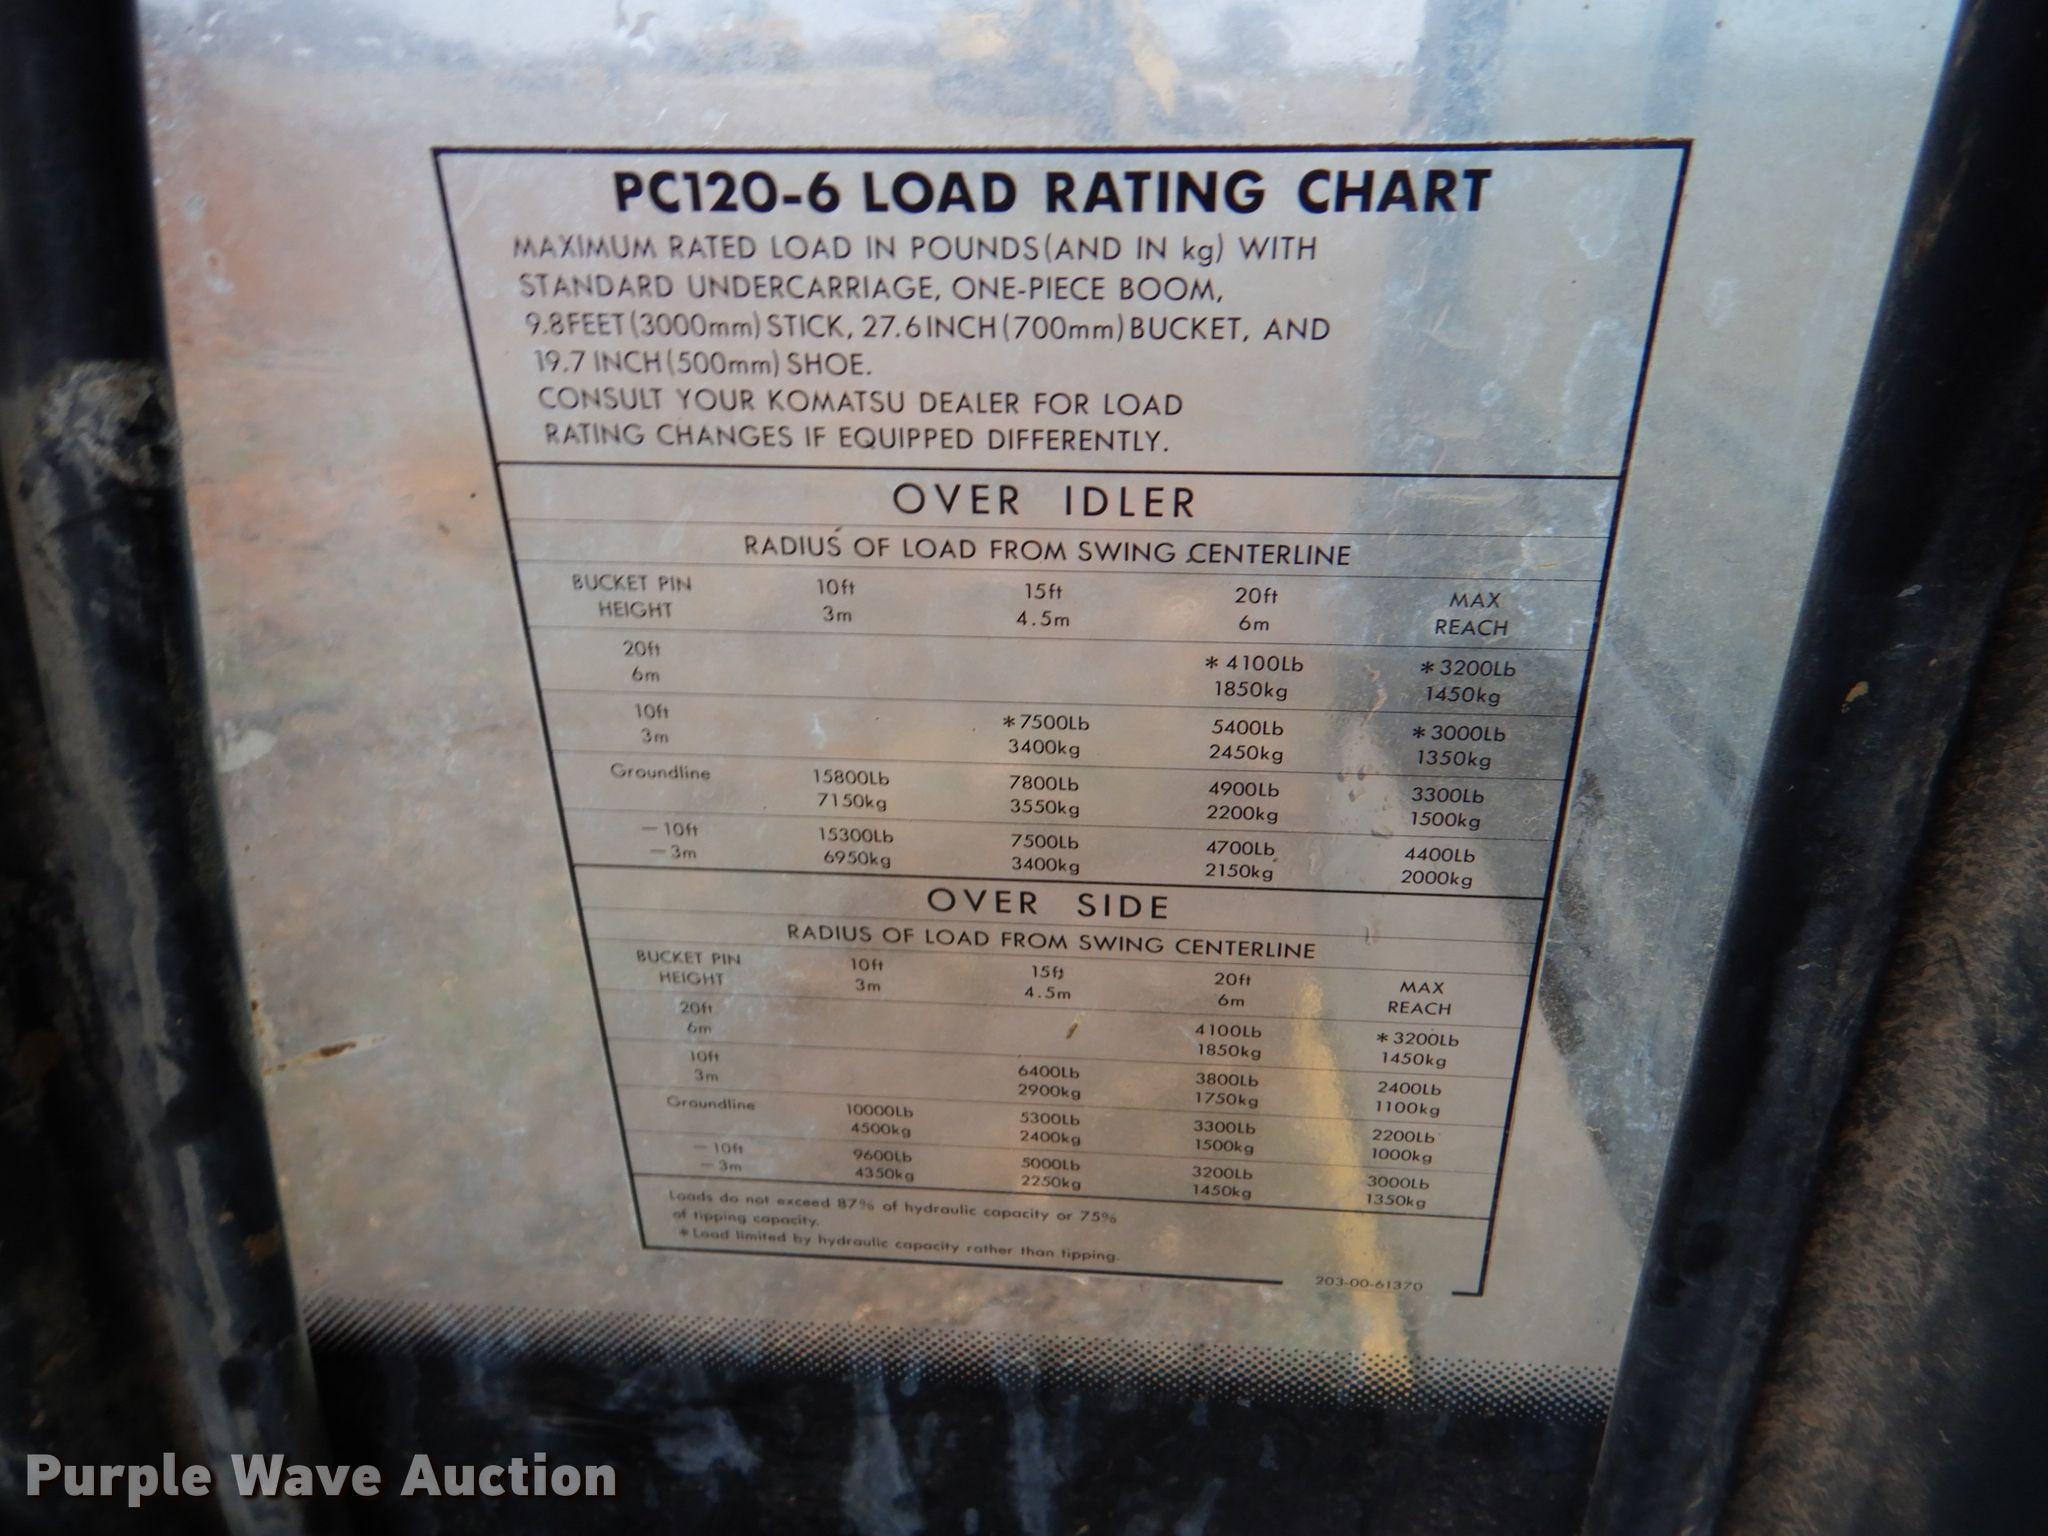 PC120-6 LOAD RATING CHART
MAXIMUM RATED LOAD IN POUNDS(AND IN kg) WITH
STANDARD UNDERCARRIAGE, ONE-PIECE BOOM,
9.8FEET(3000mm)STICK, 27.6INCH(700mm)BUCKET, AND
19.7 INCH(500mm)SHOE.
CONSULT YOUR KOMATSU DEALER FOR LOAD
RATING CHANGES IF EQUIPPED DIFFERENTLY.
OVER IDLER
RADIUS OF LOAD FROM SWING CENTERLINE
BUCKET PIN 10ft 15ft 20ft MAX
HEIGHT 3m 4.5m 6m REACH
20ft *4100Lb *3200Lb
6m 1850kg 1450kg
10ft *7500Lb 5400Lb *3000Lb
3m 3400kg 2450kg 1350kg
Groundline 15800Lb 7800Lb 4900Lb 3300Lb
7150kg 3550kg 2200kg 1500kg
-10ft 15300Lb 7500Lb 4700Lb 4400Lb
-3m 6950kg 3400kg 2150kg 2000kg
OVER SIDE
RADIUS OF LOAD FROM SWING CENTERLINE
BUCKET PIN 10ft 15ft 20ft MAX
HEIGHT 3m 4.5m 6m REACH
20ft 4100Lb *3200Lb
6m 1850kg 1450kg
10ft 6400Lb 3800Lb 2400Lb
3m 2900kg 1750kg 1100kg
Groundline 10000Lb 5300Lb 3300Lb 2200Lb
4500kg 2400kg 1500kg 1000kg
-10ft 9600Lb 5000Lb 3200Lb 3000Lb
-3m 4350kg 2250kg 1450kg 1350kg
Loads do not exceed 87% of hydraulic capacity or 75%
of tipping capacity.
*Load limited by hydraulic capacity rather than tipping.
203-00-61370
Purple Wave Auction